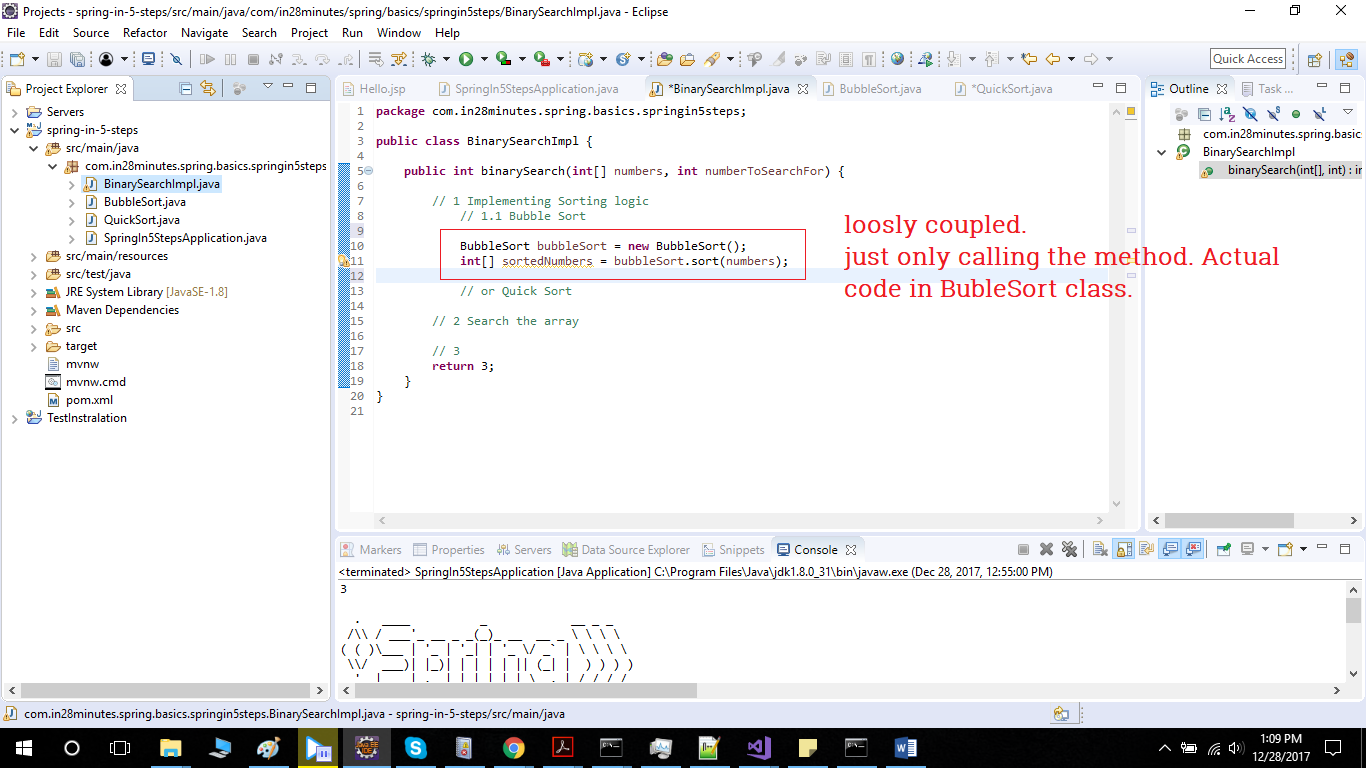 Projects - spring-in-5-steps/src/main/java/com/in28minutes/spring/basics/springin5steps/BinarySearchImpl.java - Eclipse
File Edit Source Refactor Navigate Search Project Run Window Help
Quick Access
Project Explorer
Servers
spring-in-5-steps
src/main/java
com.in28minutes.spring.basics.springin5steps
BinarySearchImpl.java
BubbleSort.java
QuickSort.java
SpringIn5StepsApplication.java
src/main/resources
src/test/java
JRE System Library [JavaSE-1.8]
Maven Dependencies
src
target
mvnw
mvnw.cmd
pom.xml
TestInstralation
Hello.jsp SpringIn5StepsApplication.java *BinarySearchImpl.java BubbleSort.java *QuickSort.java
1 package com.in28minutes.spring.basics.springin5steps;
2
3 public class BinarySearchImpl {
4
5 public int binarySearch(int[] numbers, int numberToSearchFor) {
6
7 // 1 Implementing Sorting logic
8 // 1.1 Bubble Sort
9
10 BubbleSort bubbleSort = new BubbleSort();
11 int[] sortedNumbers = bubbleSort.sort(numbers);
12
13 // or Quick Sort
14
15 // 2 Search the array
16
17 // 3
18 return 3;
19 }
20 }
21
loosly coupled.
just only calling the method. Actual
code in BubleSort class.
Outline Task ...
com.in28minutes.spring.basic
BinarySearchImpl
binarySearch(int[], int) : in
Markers Properties Servers Data Source Explorer Snippets Console
<terminated> SpringIn5StepsApplication [Java Application] C:\Program Files\Java\jdk1.8.0_31\bin\javaw.exe (Dec 28, 2017, 12:55:00 PM)
3
com.in28minutes.spring.basics.springin5steps.BinarySearchImpl.java - spring-in-5-steps/src/main/java
1:09 PM
12/28/2017